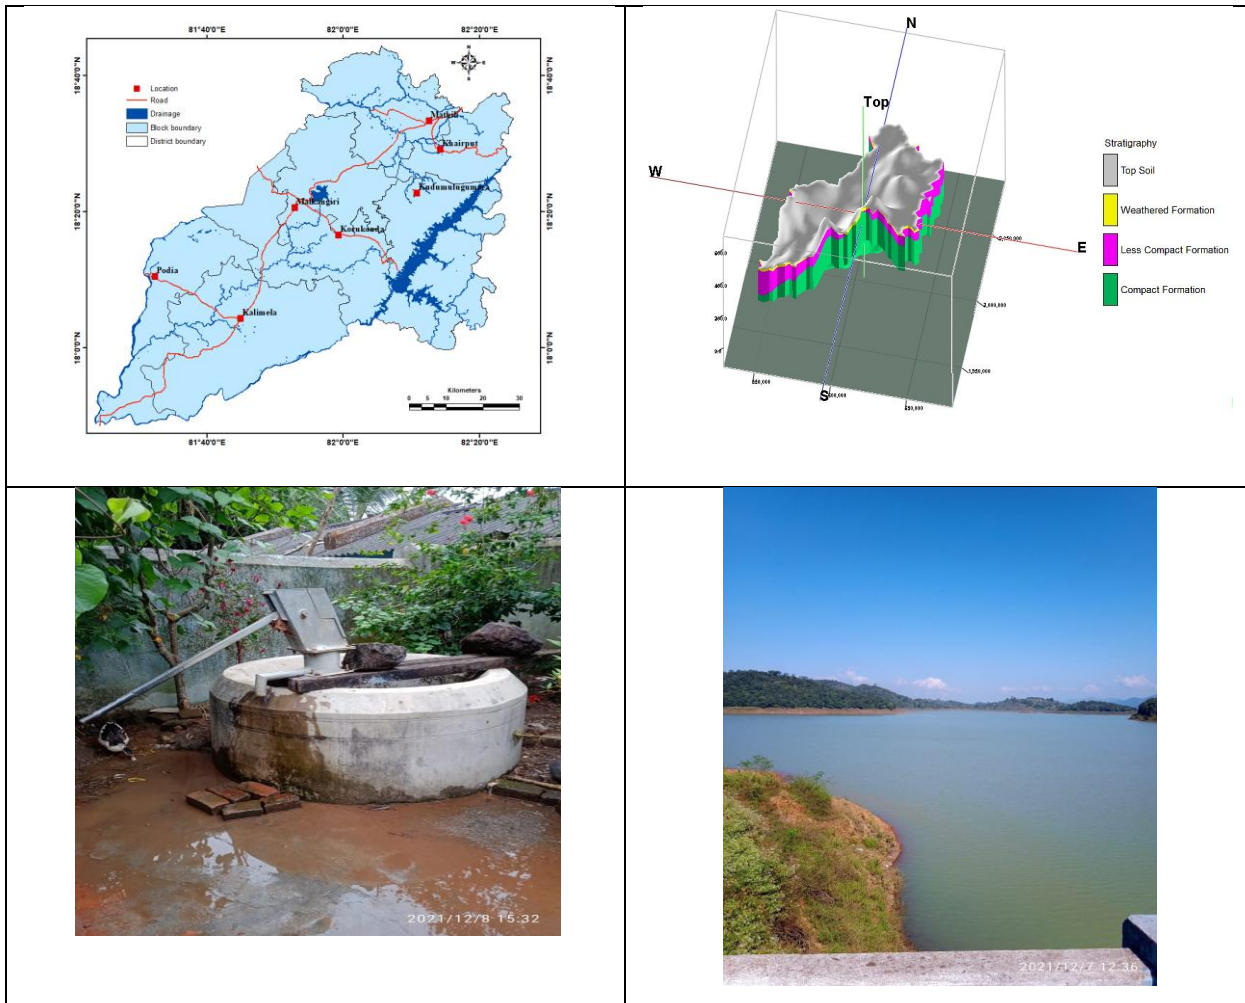 81°40'0"E 82°0'0"E 82°20'0"E
18°40'0"N
18°20'0"N
18°0'0"N
N
W E
S
Location
Road
Drainage
Block boundary
District boundary
Mathili
Khairput
Kudumulugumma
Malkangiri
Korukonda
Podia
Kalimela
Kilometers
0 5 10 20 30
18°40'0"N
18°20'0"N
18°0'0"N
81°40'0"E 82°0'0"E 82°20'0"E
N
Top
W
E
S
Stratigraphy
Top Soil
Weathered Formation
Less Compact Formation
Compact Formation
2,000,000
2021/12/8 15:32
2021/12/7 12:36